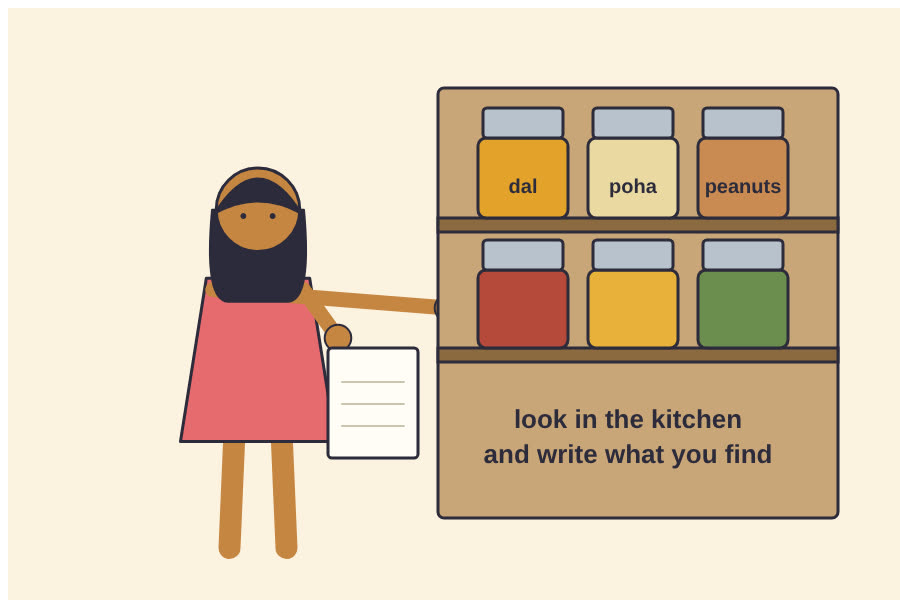 dal
poha
peanuts
look in the kitchen
and write what you find